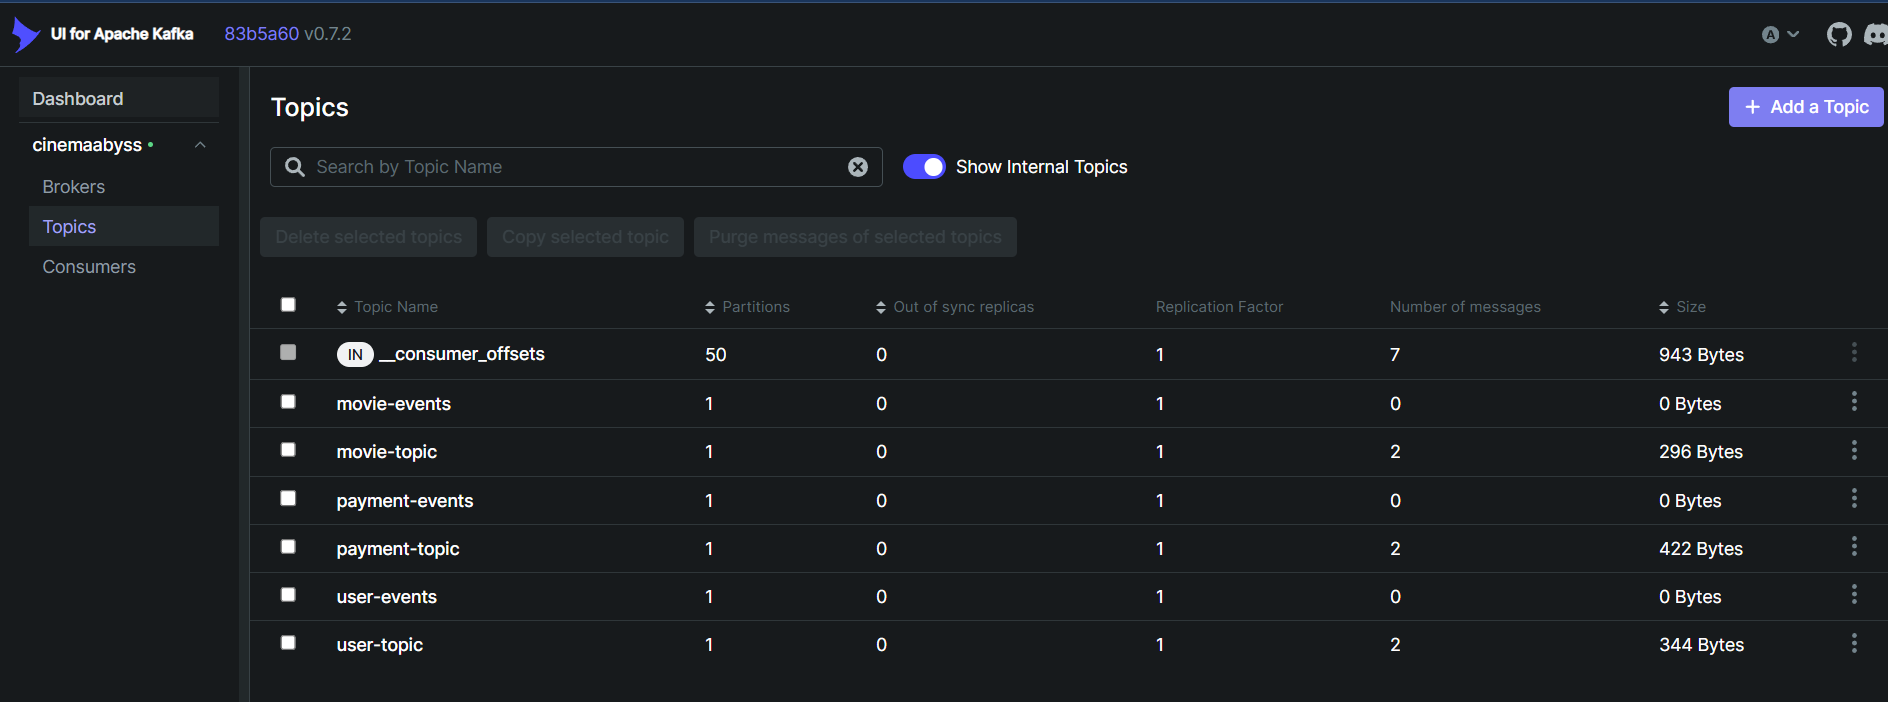 UI for Apache Kafka 83b5a60 v0.7.2 A
Dashboard
cinemaabyss
Brokers
Topics
Consumers
Topics
+ Add a Topic
Search by Topic Name
Show Internal Topics
Delete selected topics Copy selected topic Purge messages of selected topics
Topic Name Partitions Out of sync replicas Replication Factor Number of messages Size
IN __consumer_offsets 50 0 1 7 943 Bytes
movie-events 1 0 1 0 0 Bytes
movie-topic 1 0 1 2 296 Bytes
payment-events 1 0 1 0 0 Bytes
payment-topic 1 0 1 2 422 Bytes
user-events 1 0 1 0 0 Bytes
user-topic 1 0 1 2 344 Bytes